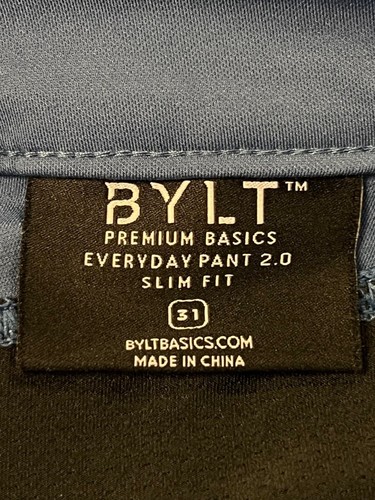 BYLT™
PREMIUM BASICS
EVERYDAY PANT 2.0
SLIM FIT
31
BYLTBASICS.COM
MADE IN CHINA